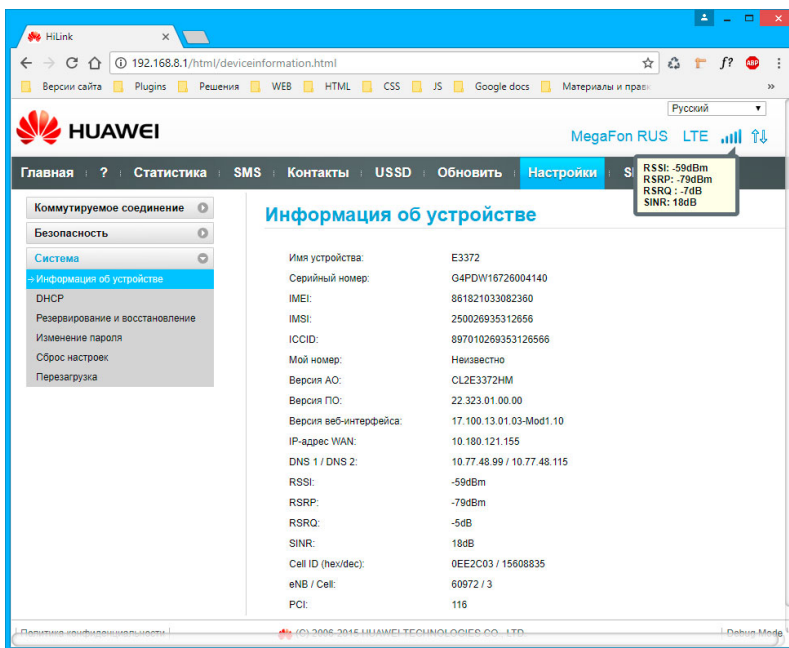 HiLink
192.168.8.1/html/deviceinformation.html
f?
ABP
Версии сайта Plugins Решения WEB HTML CSS JS Google docs Материалы и прав
»
Русский
HUAWEI
MegaFon RUS LTE
Главная ? Статистика SMS Контакты USSD Обновить Настройки
RSSI: -59dBm
RSRP: -79dBm
RSRQ : -7dB
SINR: 18dB
Коммутируемое соединение
Безопасность
Система
→Информация об устройстве
DHCP
Резервирование и восстановление
Изменение пароля
Сброс настроек
Перезагрузка
Информация об устройстве
Имя устройства: E3372
Серийный номер: G4PDW16726004140
IMEI: 861821033082360
IMSI: 250026935312656
ICCID: 897010269353126566
Мой номер: Неизвестно
Версия АО: CL2E3372HM
Версия ПО: 22.323.01.00.00
Версия веб-интерфейса: 17.100.13.01.03-Mod1.10
IP-адрес WAN: 10.180.121.155
DNS 1 / DNS 2: 10.77.48.99 / 10.77.48.115
RSSI: -59dBm
RSRP: -79dBm
RSRQ: -5dB
SINR: 18dB
Cell ID (hex/dec): 0EE2C03 / 15608835
eNB / Cell: 60972 / 3
PCI: 116
Политика конфиденциальности (C) 2006-2015 HUAWEI TECHNOLOGIES CO., LTD Debug Mode